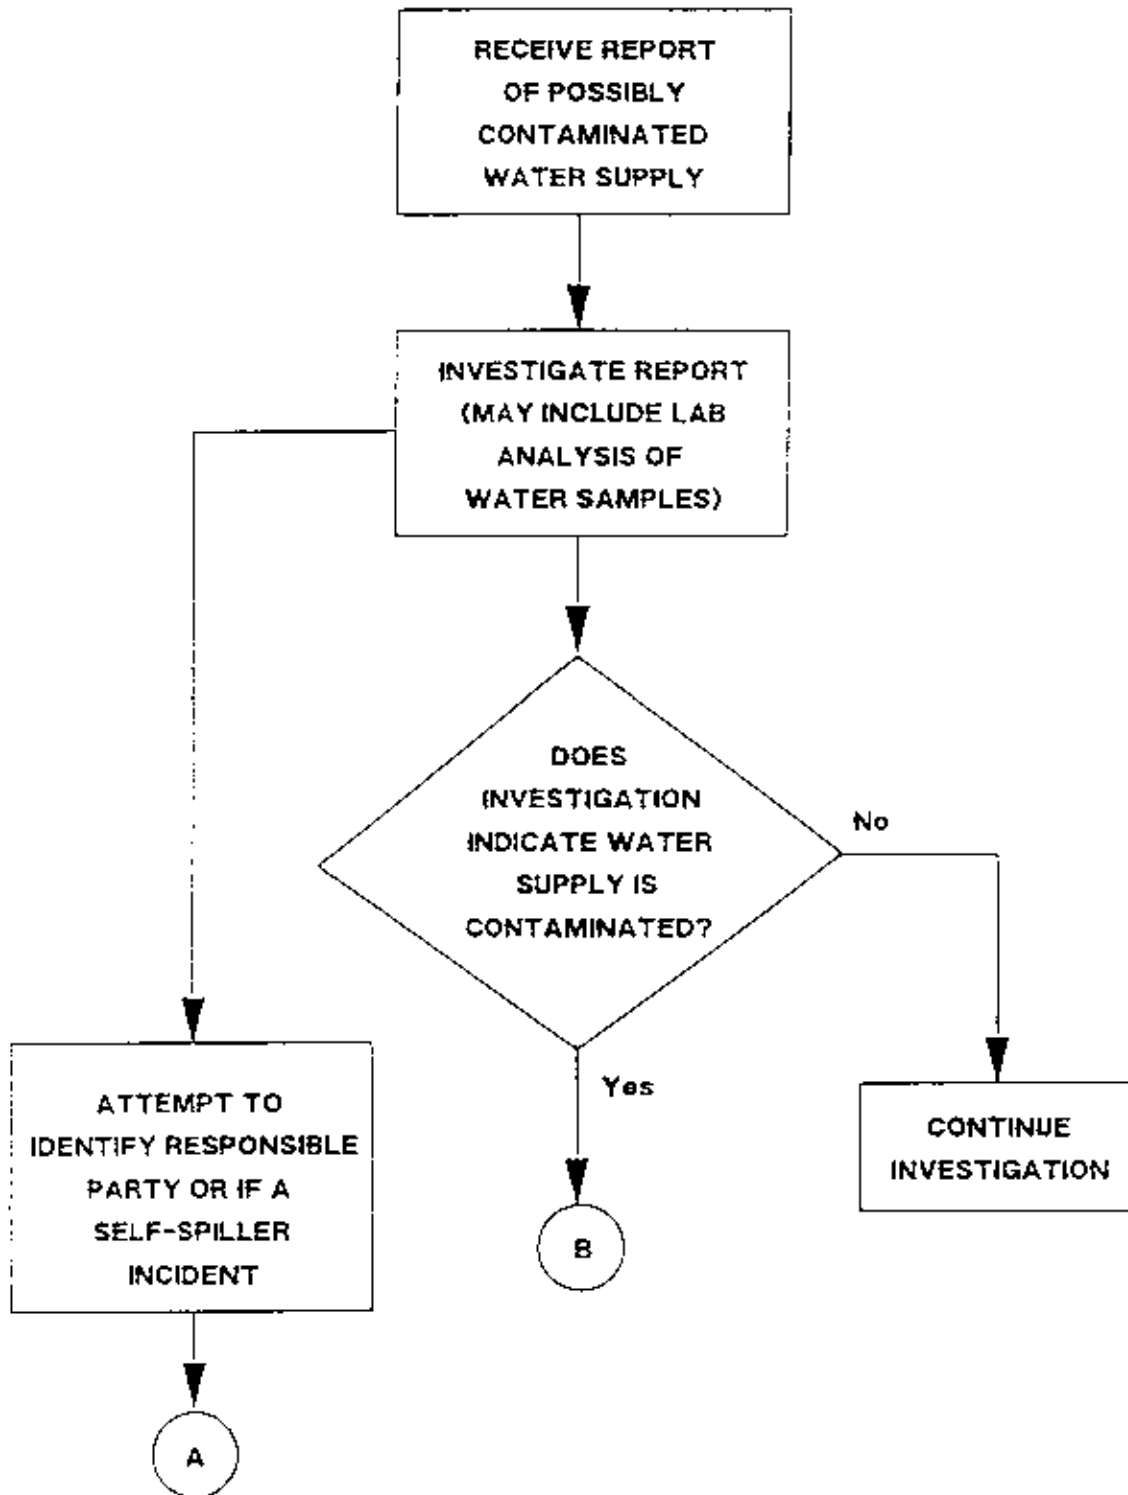 RECEIVE REPORT
OF POSSIBLY
CONTAMINATED
WATER SUPPLY
INVESTIGATE REPORT
(MAY INCLUDE LAB
ANALYSIS OF
WATER SAMPLES)
DOES
INVESTIGATION
INDICATE WATER
SUPPLY IS
CONTAMINATED?
No
Yes
ATTEMPT TO
IDENTIFY RESPONSIBLE
PARTY OR IF A
SELF-SPILLER
INCIDENT
CONTINUE
INVESTIGATION
B
A